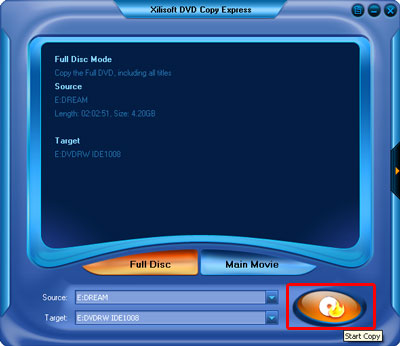 Xilisoft DVD Copy Express
Full Disc Mode
Copy the Full DVD, including all titles
Source
E:DREAM
Length: 02:02:51, Size: 4.20GB
Target
E:DVDRW IDE1008
Full Disc
Main Movie
Source: E:DREAM
Target: E:DVDRW IDE1008
Start Copy